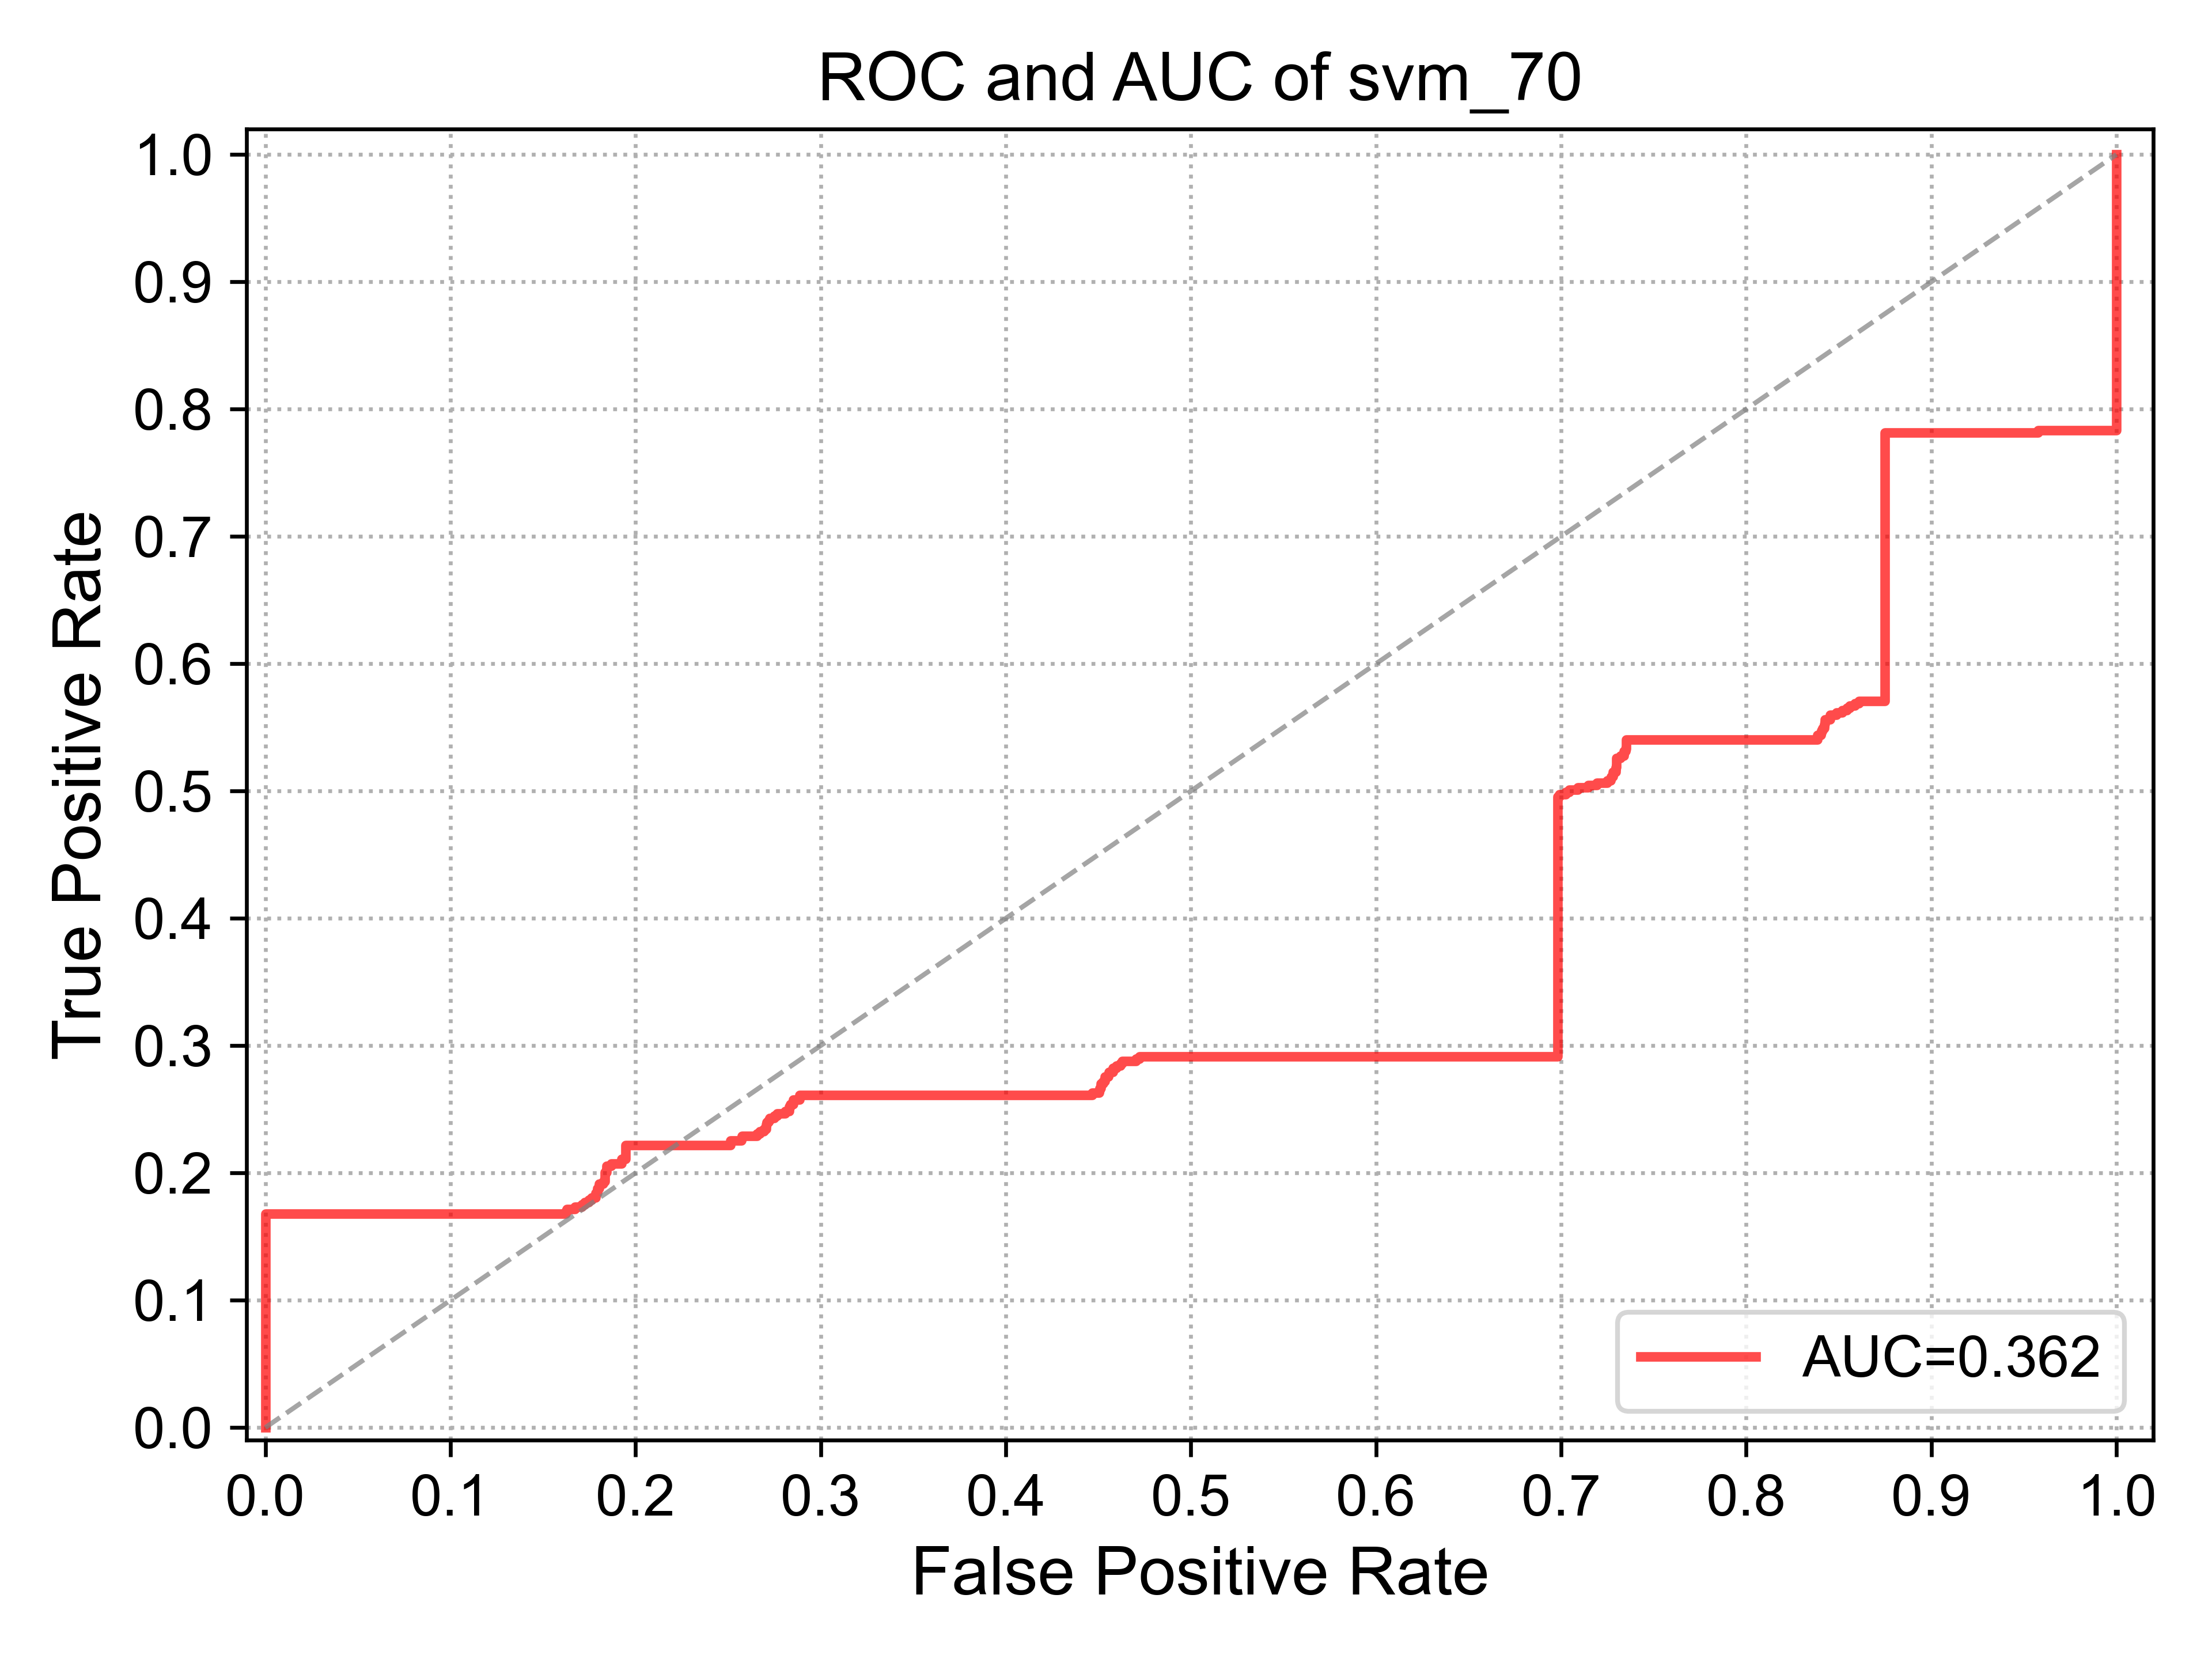 ROC and AUC of svm_70
True Positive Rate
1.0
0.9
0.8
0.7
0.6
0.5
0.4
0.3
0.2
0.1
0.0
AUC=0.362
0.0 0.1 0.2 0.3 0.4 0.5 0.6 0.7 0.8 0.9 1.0
False Positive Rate